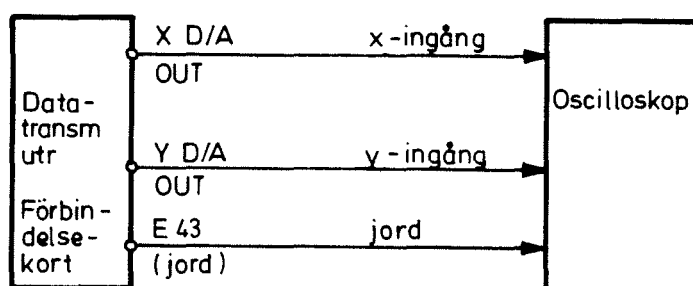 X D/A
x-ingång
OUT
Data-
transm
utr
Oscilloskop
Y D/A
y-ingång
OUT
Förbin-
delse-
kort
E 43
jord
(jord)